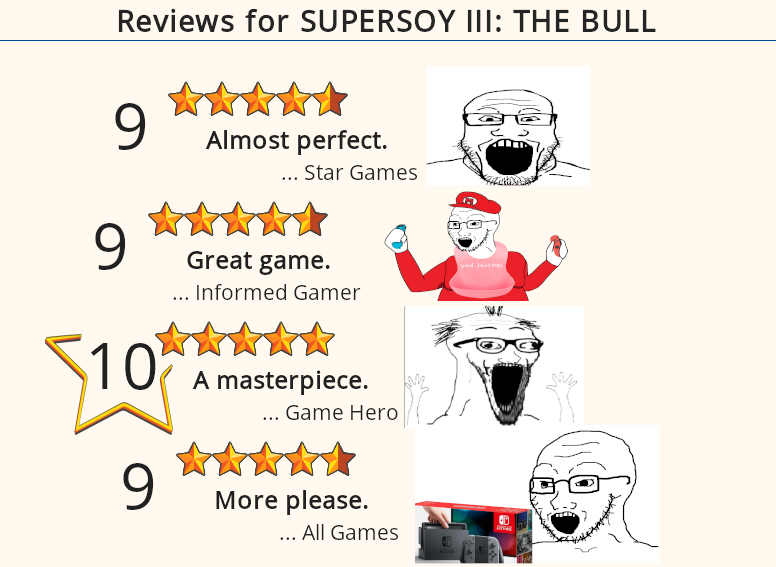 Reviews for SUPERSOY III: THE BULL
9
Almost perfect.
... Star Games
9
Great game.
... Informed Gamer
10
A masterpiece.
... Game Hero
9
More please.
... All Games